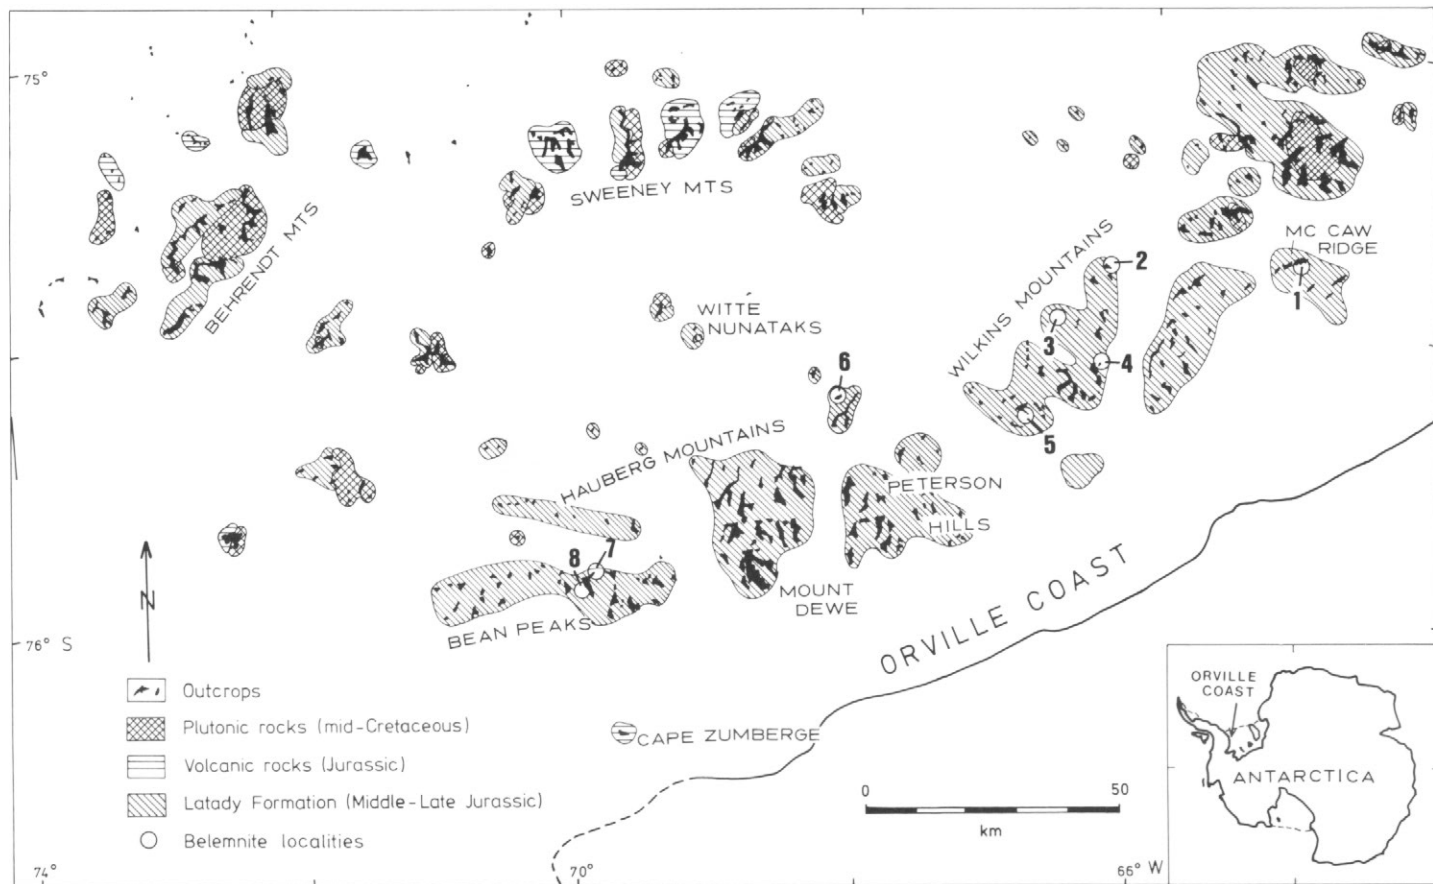 75°
SWEENEY MTS
BEHRENDT MTS
MC CAW
RIDGE
1
2
WILKINS MOUNTAINS
WITTE
NUNATAKS
3
4
6
5
HAUBERG MOUNTAINS
PETERSON
HILLS
7
8
MOUNT
DEWE
BEAN PEAKS
ORVILLE COAST
76° S
N
Outcrops
Plutonic rocks (mid-Cretaceous)
Volcanic rocks (Jurassic)
Latady Formation (Middle-Late Jurassic)
Belemnite localities
CAPE ZUMBERGE
0 50
km
ORVILLE
COAST
ANTARCTICA
74° 70° 66° W